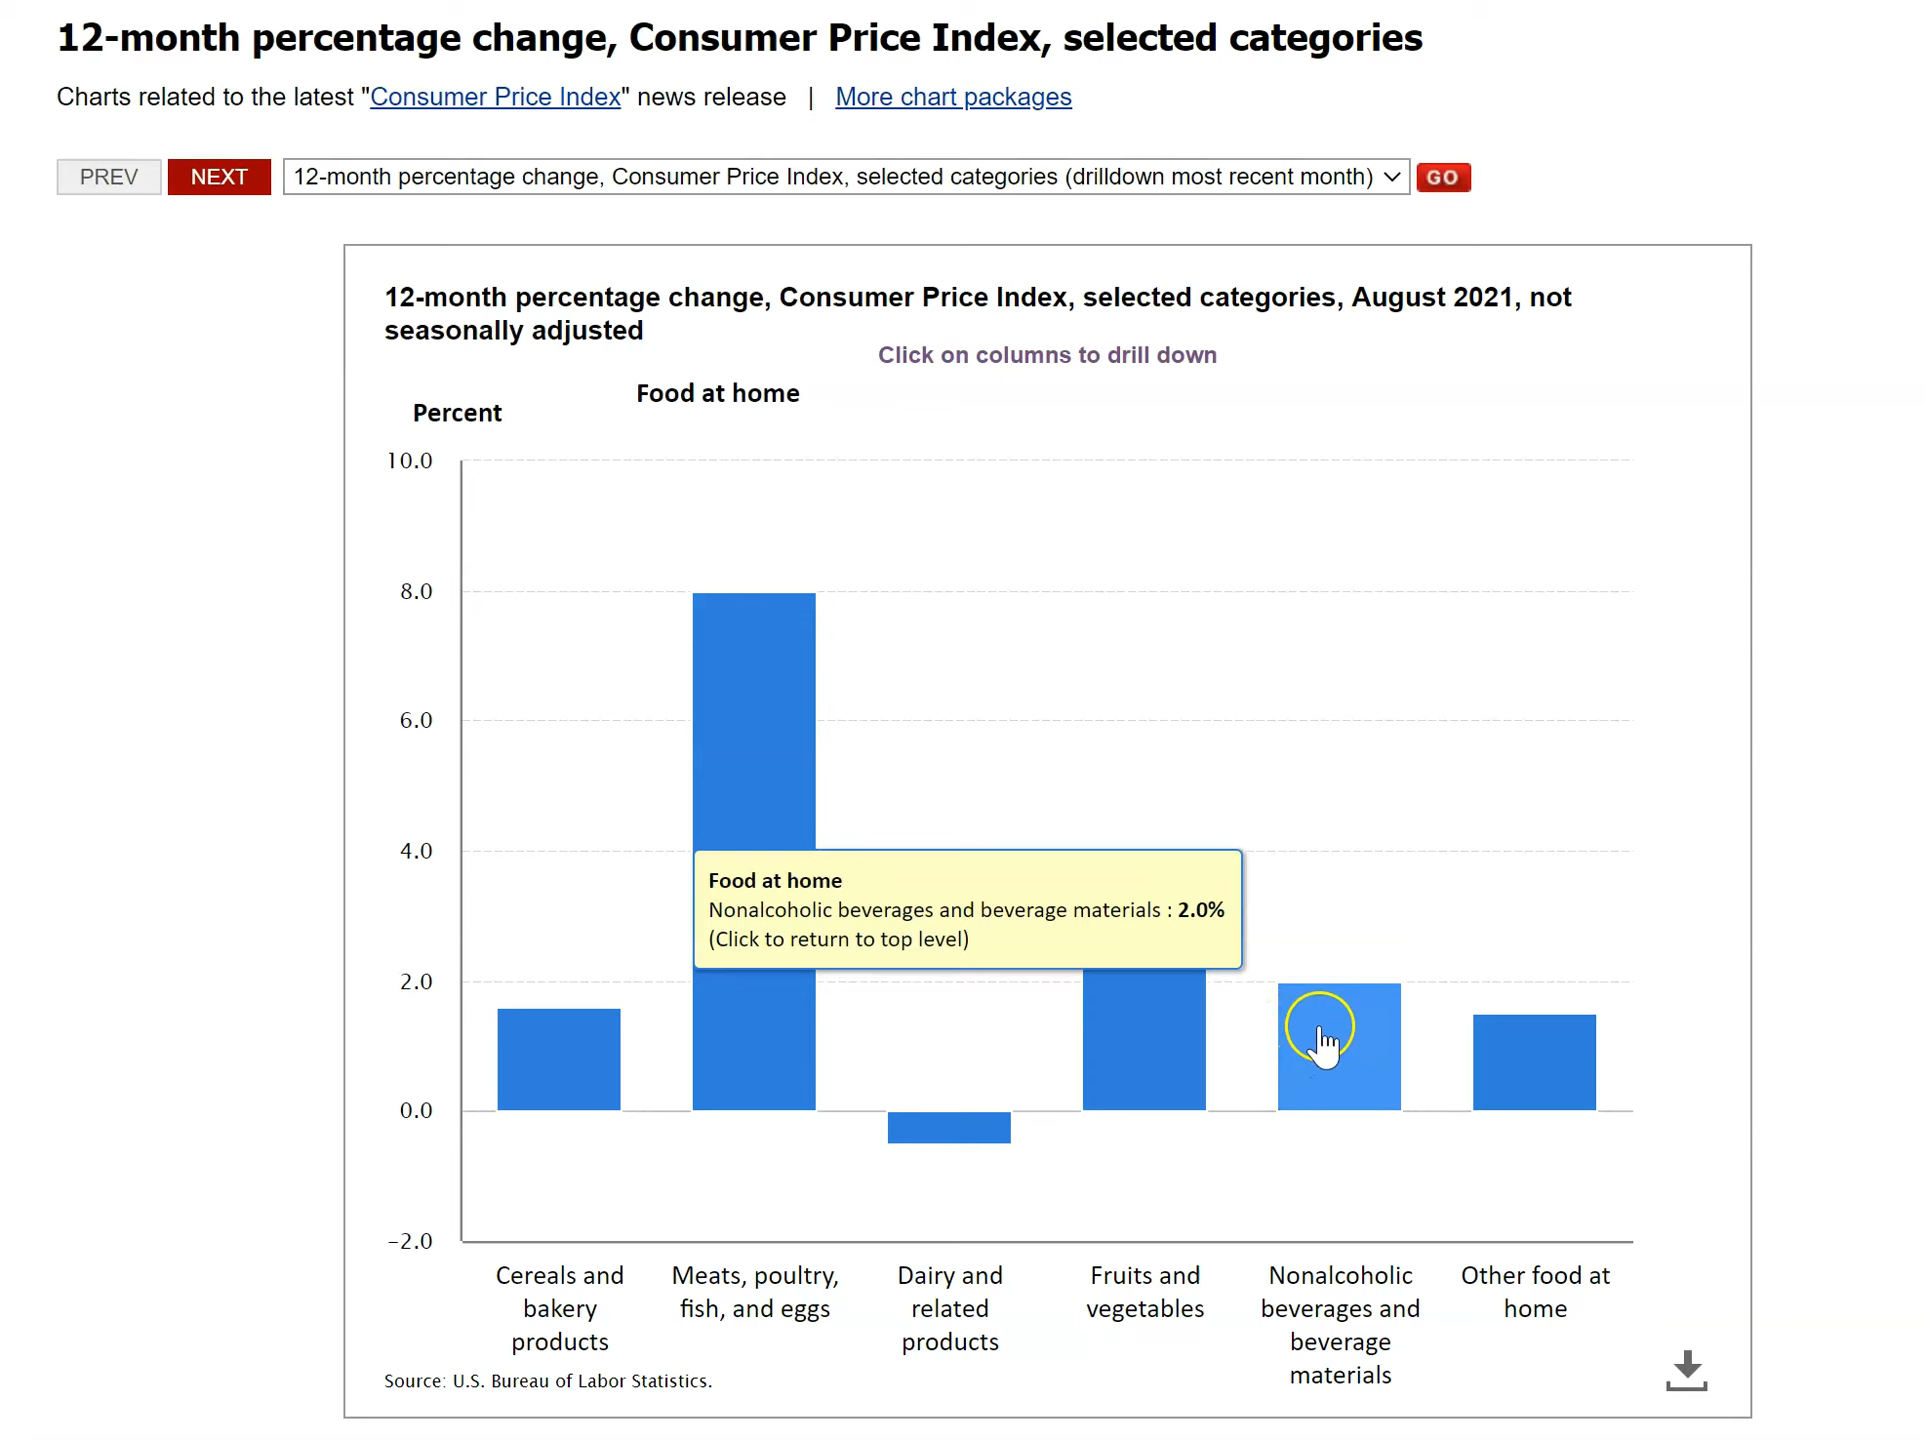 12-month percentage change, Consumer Price Index, selected categories
Charts related to the latest "Consumer Price Index" news release | More chart packages
PREV NEXT 12-month percentage change, Consumer Price Index, selected categories (drilldown most recent month) GO
12-month percentage change, Consumer Price Index, selected categories, August 2021, not
seasonally adjusted
Click on columns to drill down
Food at home
Percent
10.0
8.0
6.0
4.0
Food at home
Nonalcoholic beverages and beverage materials : 2.0%
(Click to return to top level)
2.0
0.0
−2.0
Cereals and
bakery
products
Meats, poultry,
fish, and eggs
Dairy and
related
products
Fruits and
vegetables
Nonalcoholic
beverages and
beverage
materials
Other food at
home
Source: U.S. Bureau of Labor Statistics.